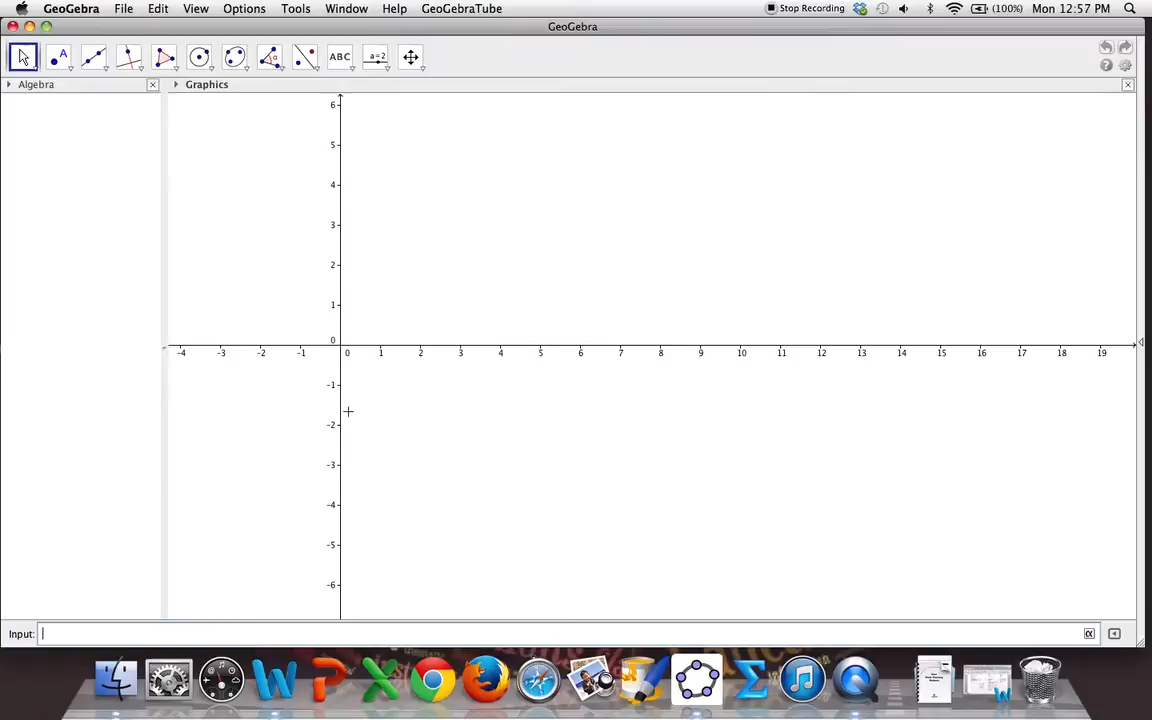 GeoGebra File Edit View Options Tools Window Help GeoGebraTube Stop Recording (100%) Mon 12:57 PM
GeoGebra
A α ABC a=2
Algebra Graphics
6
5
4
3
2
1
0
-4 -3 -2 -1 0 1 2 3 4 5 6 7 8 9 10 11 12 13 14 15 16 17 18 19
-1
-2
-3
-4
-5
-6
Input: α
W P X Σ
W